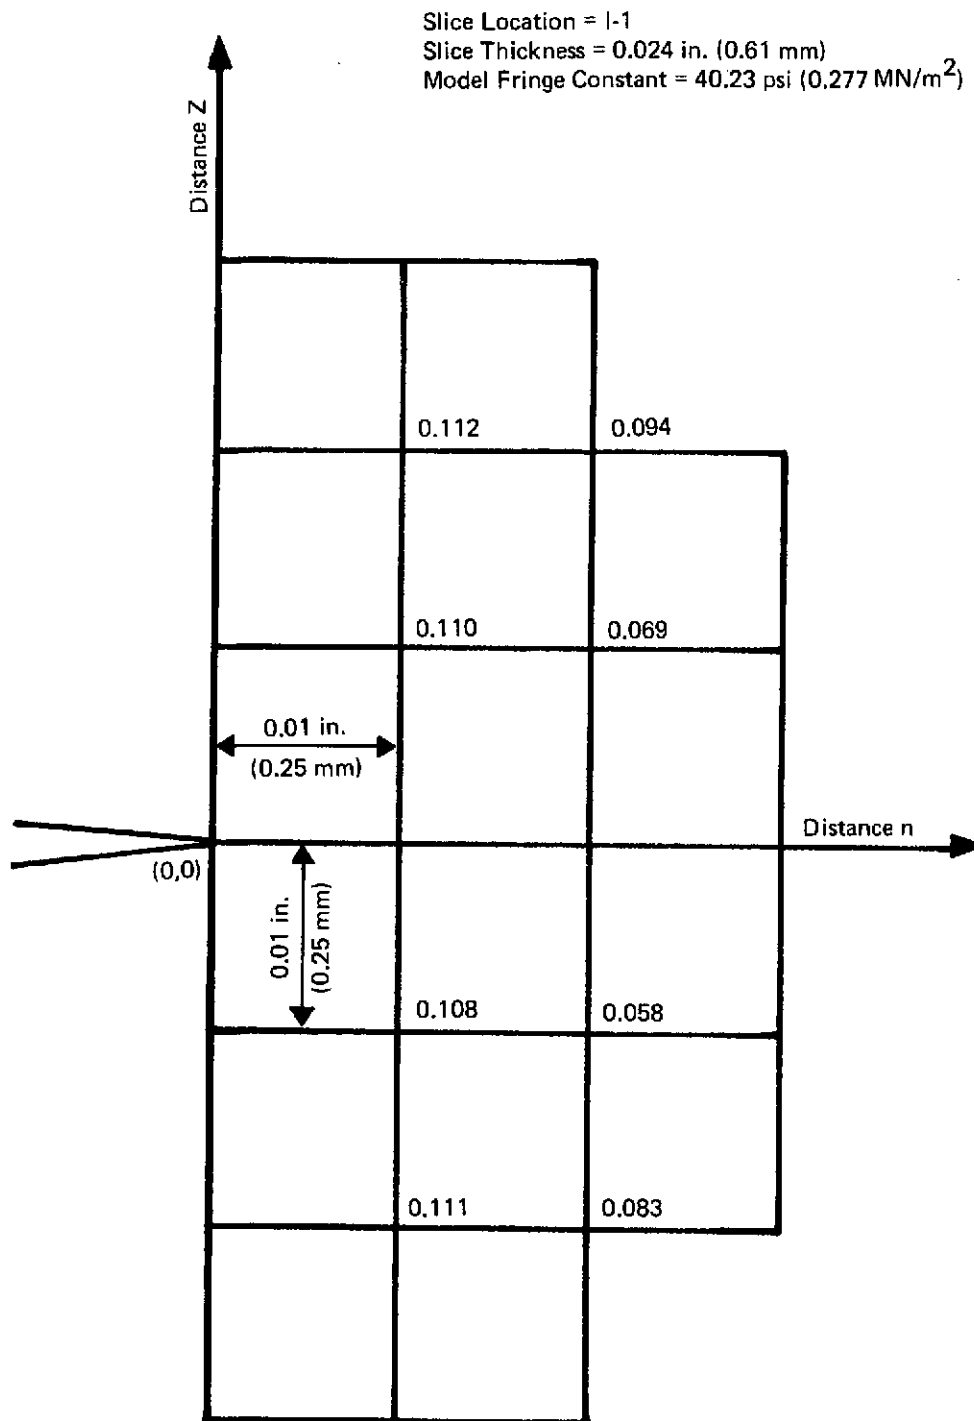 Slice Location = I-1
Slice Thickness = 0.024 in. (0.61 mm)
Model Fringe Constant = 40.23 psi (0.277 MN/m²)
Distance Z
0.112 0.094
0.110 0.069
0.01 in.
(0.25 mm)
Distance n
(0,0)
0.01 in.
(0.25 mm)
0.108 0.058
0.111 0.083